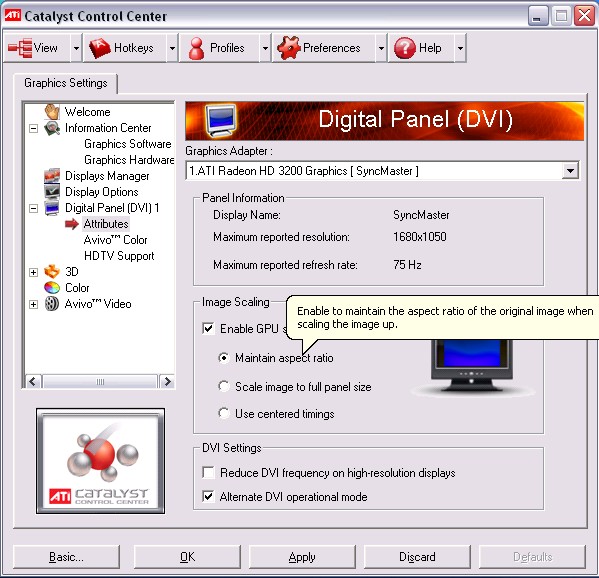 ATI Catalyst Control Center
View Hotkeys Profiles Preferences Help
Graphics Settings
Welcome
Information Center
Graphics Software
Graphics Hardware
Displays Manager
Display Options
Digital Panel (DVI) 1
Attributes
Avivo™ Color
HDTV Support
3D
Color
Avivo™ Video
ATI CATALYST
CONTROL CENTER
Digital Panel (DVI)
Graphics Adapter :
1.ATI Radeon HD 3200 Graphics [ SyncMaster ]
Panel Information
Display Name: SyncMaster
Maximum reported resolution: 1680x1050
Maximum reported refresh rate: 75 Hz
Image Scaling
Enable to maintain the aspect ratio of the original image when
scaling the image up.
Enable GPU s
Maintain aspect ratio
Scale image to full panel size
Use centered timings
DVI Settings
Reduce DVI frequency on high-resolution displays
Alternate DVI operational mode
Basic... OK Apply Discard Defaults